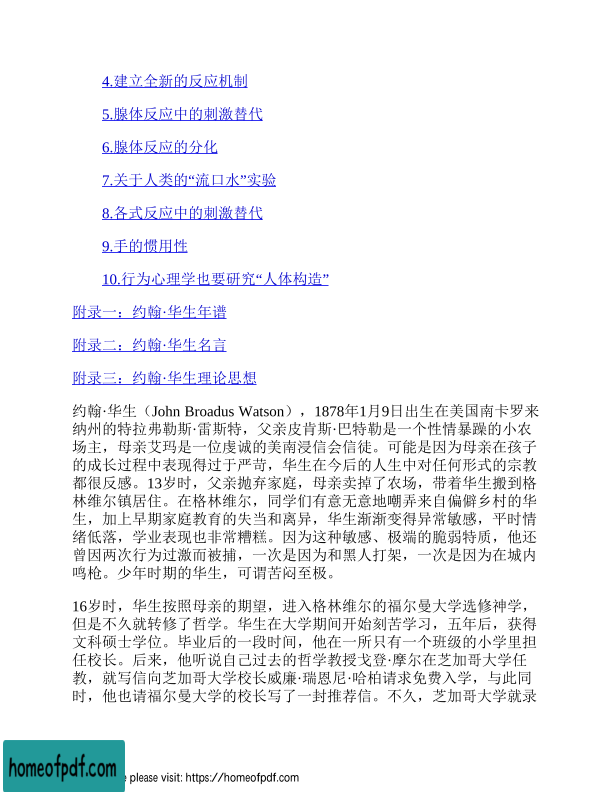 4.建立全新的反应机制
5.腺体反应中的刺激替代
6.腺体反应的分化
7.关于人类的“流口水”实验
8.各式反应中的刺激替代
9.手的惯用性
10.行为心理学也要研究“人体构造”
附录一：约翰·华生年谱
附录二：约翰·华生名言
附录三：约翰·华生理论思想
约翰·华生（John Broadus Watson），1878年1月9日出生在美国南卡罗来
纳州的特拉弗勒斯·雷斯特，父亲皮肯斯·巴特勒是一个性情暴躁的小农
场主，母亲艾玛是一位虔诚的美南浸信会信徒。可能是因为母亲在孩子
的成长过程中表现得过于严苛，华生在今后的人生中对任何形式的宗教
都很反感。13岁时，父亲抛弃家庭，母亲卖掉了农场，带着华生搬到格
林维尔镇居住。在格林维尔，同学们有意无意地嘲弄来自偏僻乡村的华
生，加上早期家庭教育的失当和离异，华生渐渐变得异常敏感，平时情
绪低落，学业表现也非常糟糕。因为这种敏感、极端的脆弱特质，他还
曾因两次行为过激而被捕，一次是因为和黑人打架，一次是因为在城内
鸣枪。少年时期的华生，可谓苦闷至极。
16岁时，华生按照母亲的期望，进入格林维尔的福尔曼大学选修神学，
但是不久就转修了哲学。华生在大学期间开始刻苦学习，五年后，获得
文科硕士学位。毕业后的一段时间，他在一所只有一个班级的小学里担
任校长。后来，他听说自己过去的哲学教授戈登·摩尔在芝加哥大学任
教，就写信向芝加哥大学校长威廉·瑞恩尼·哈柏请求免费入学，与此同
时，他也请福尔曼大学的校长写了一封推荐信。不久，芝加哥大学就录
homeofpdf.com
please visit: https://homeofpdf.com